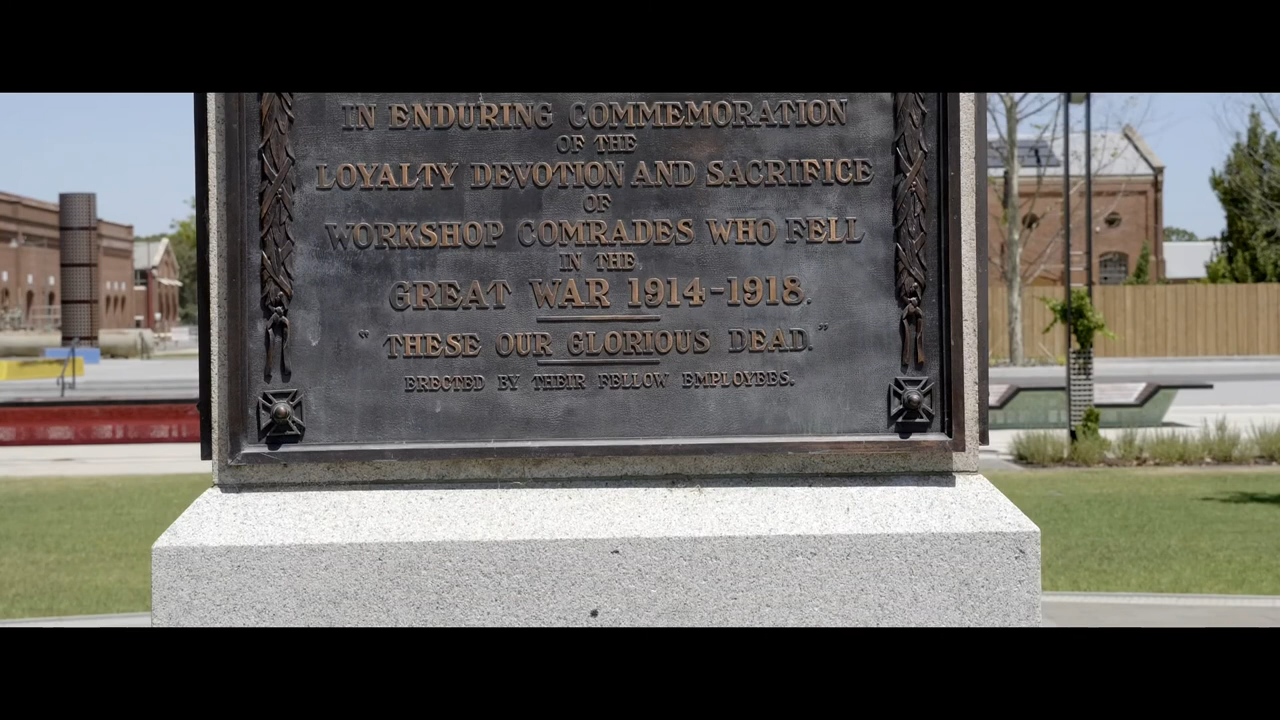 IN ENDURING COMMEMORATION
OF THE
LOYALTY DEVOTION AND SACRIFICE
OF
WORKSHOP COMRADES WHO FELL
IN THE
GREAT WAR 1914-1918.
"THESE OUR GLORIOUS DEAD."
ERECTED BY THEIR FELLOW EMPLOYEES.